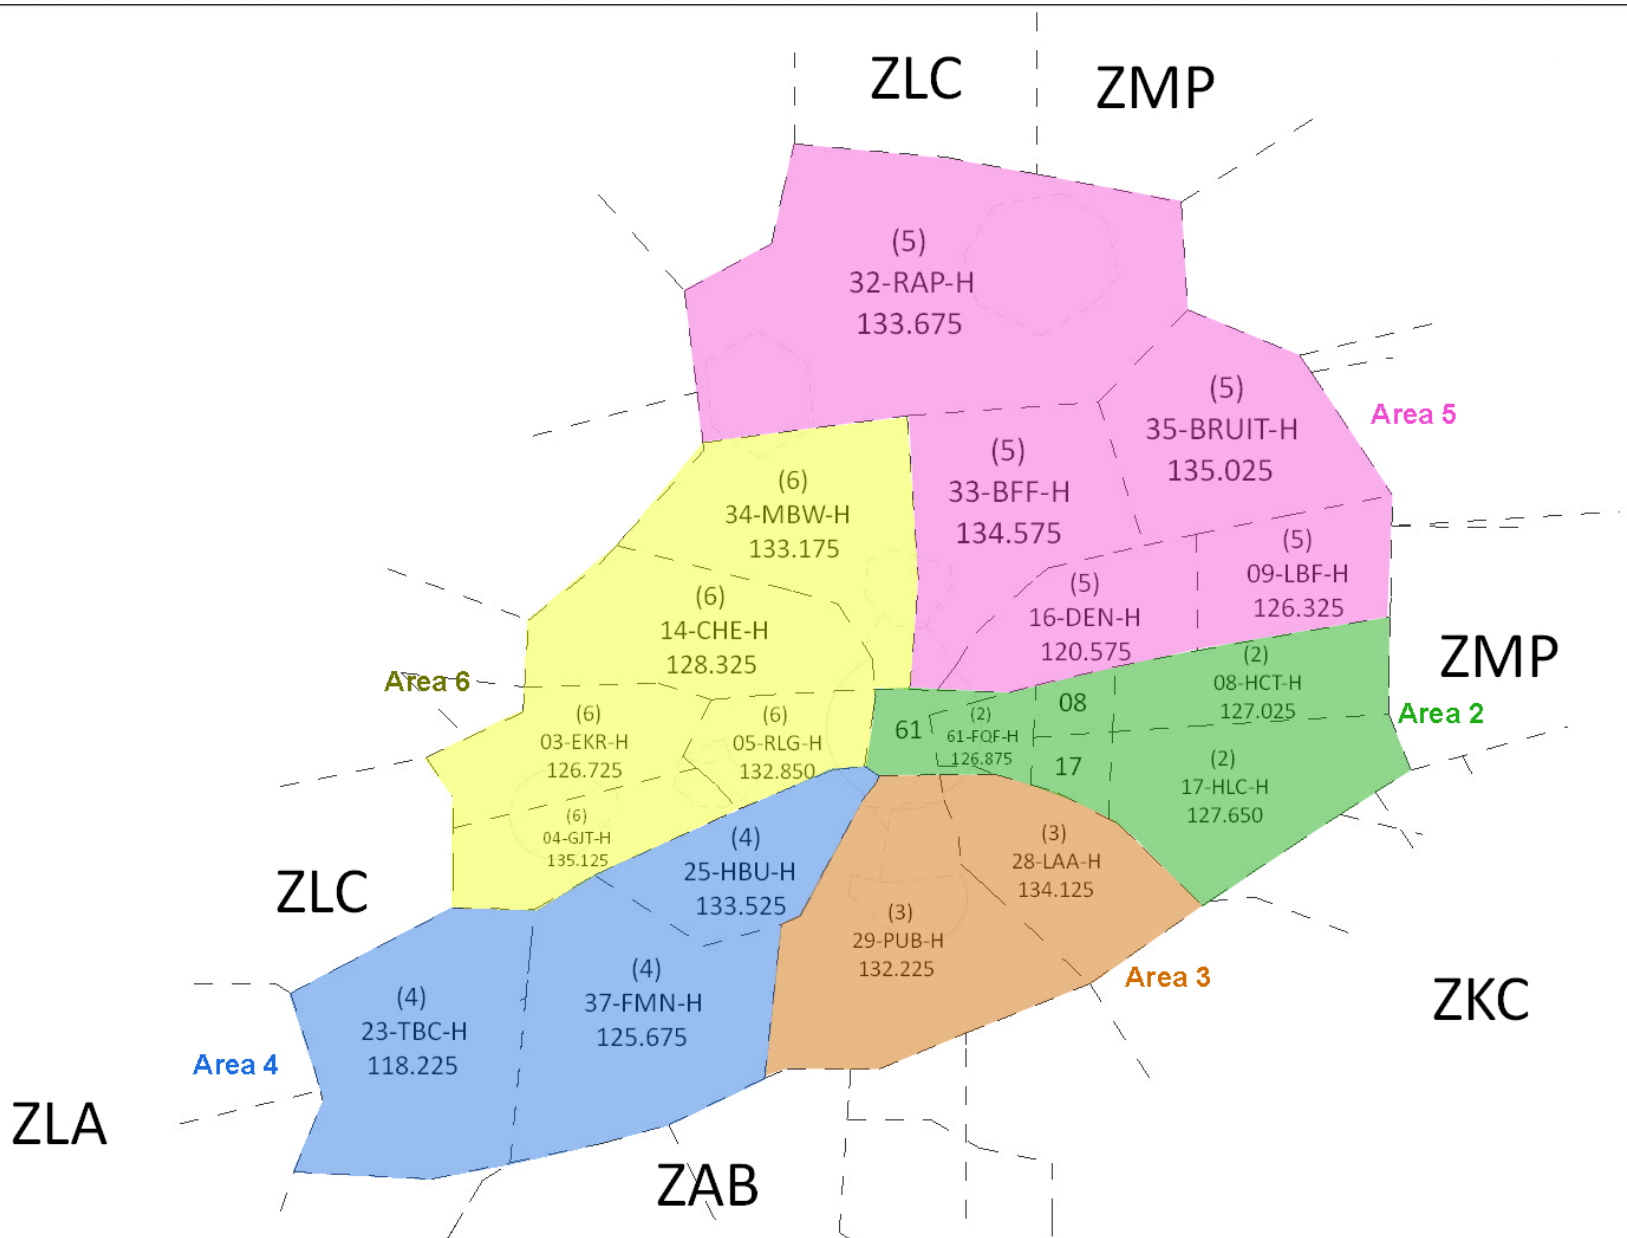 ZLC
ZMP
(5)
32-RAP-H
133.675
(5)
35-BRUIT-H
135.025
Area 5
(5)
33-BFF-H
134.575
(6)
34-MBW-H
133.175
(5)
09-LBF-H
126.325
(5)
16-DEN-H
120.575
(6)
14-CHE-H
128.325
ZMP
Area 6
(2)
08-HCT-H
127.025
Area 2
08
61
(2)
61-FQF-H
126.875
17
(6)
03-EKR-H
126.725
(6)
05-RLG-H
132.850
(2)
17-HLC-H
127.650
(6)
04-GJT-H
135.125
(4)
25-HBU-H
133.525
(3)
28-LAA-H
134.125
ZLC
(3)
29-PUB-H
132.225
Area 3
(4)
37-FMN-H
125.675
(4)
23-TBC-H
118.225
ZKC
Area 4
ZLA
ZAB